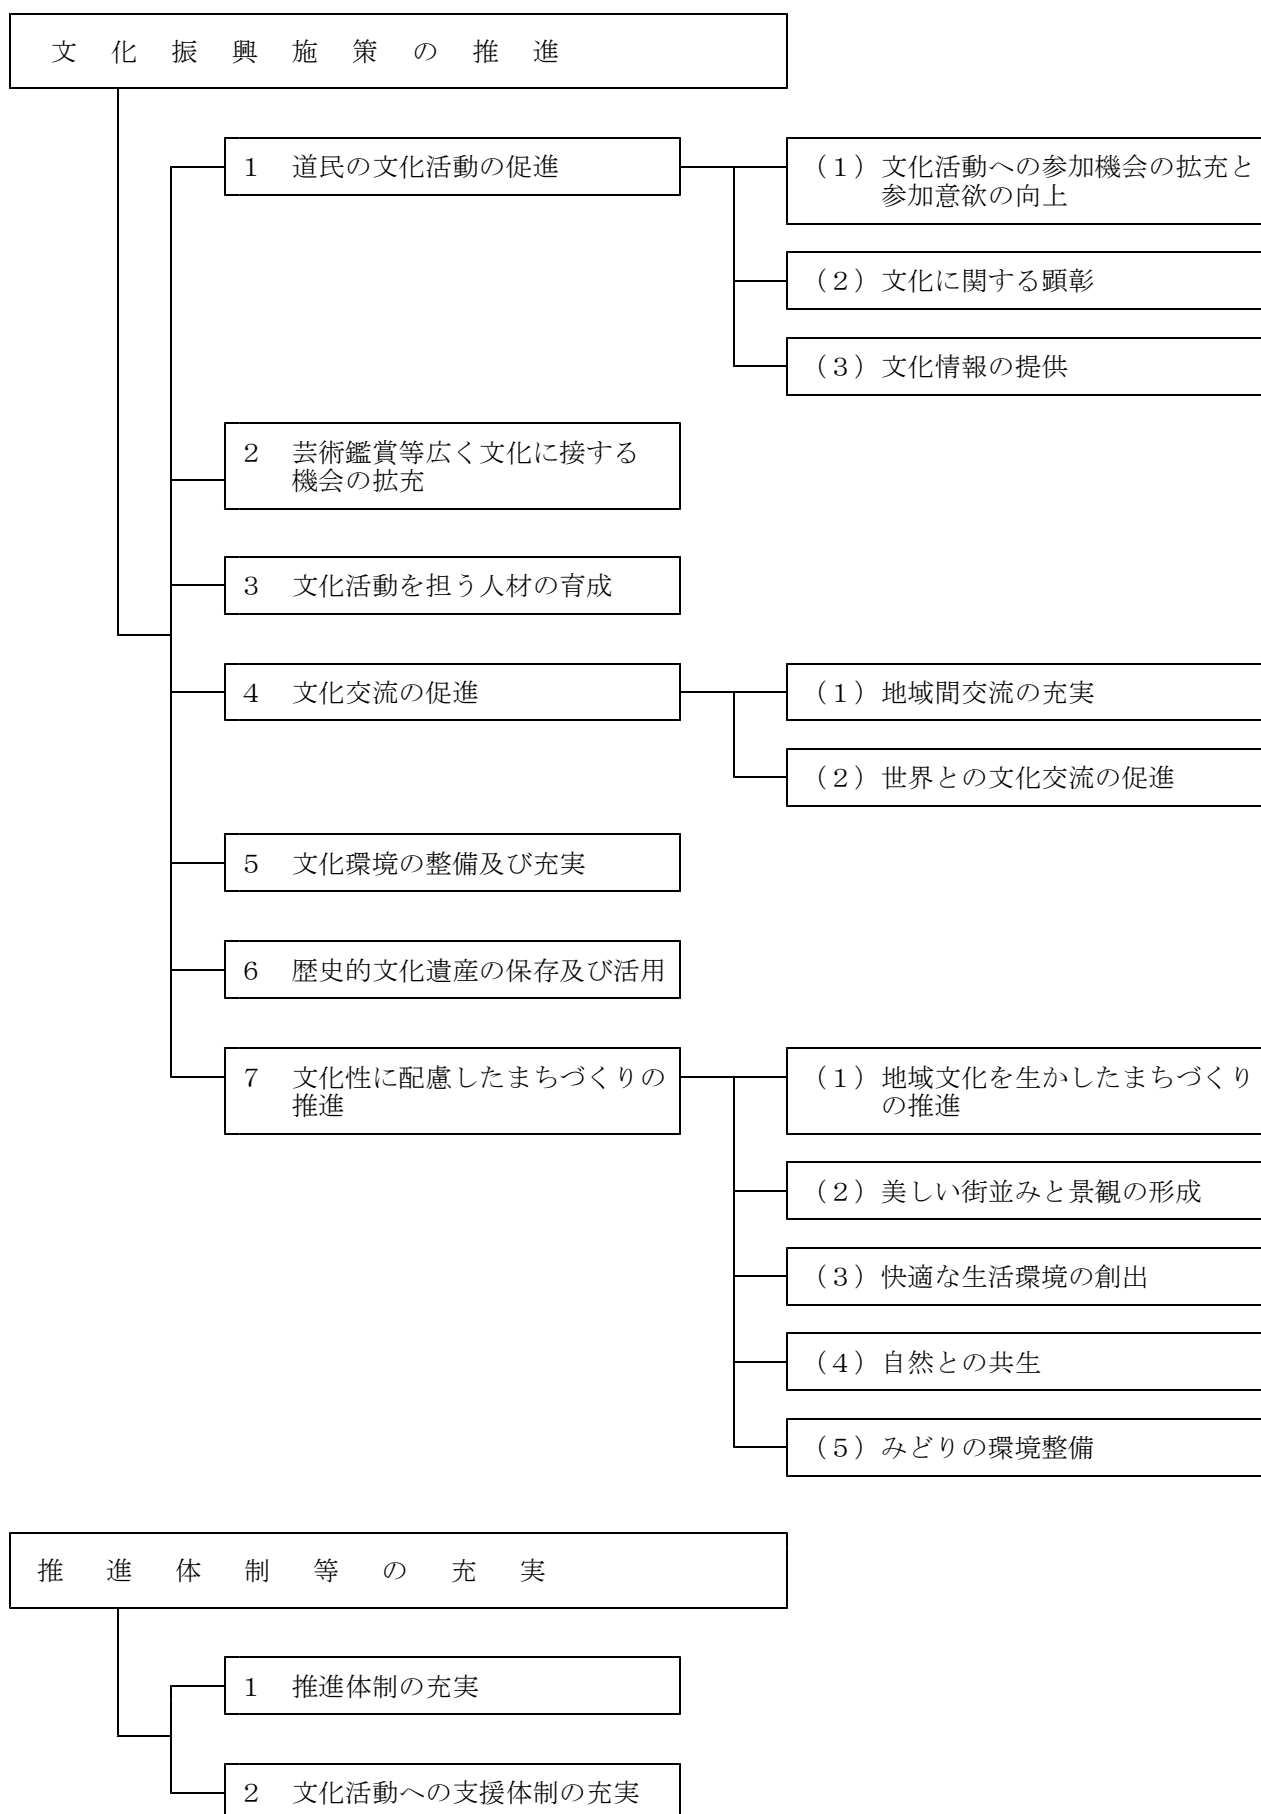 文化振興施策の推進
１　道民の文化活動の促進
（１）文化活動への参加機会の拡充と
参加意欲の向上
（２）文化に関する顕彰
（３）文化情報の提供
２　芸術鑑賞等広く文化に接する
機会の拡充
３　文化活動を担う人材の育成
４　文化交流の促進
（１）地域間交流の充実
（２）世界との文化交流の促進
５　文化環境の整備及び充実
６　歴史的文化遺産の保存及び活用
７　文化性に配慮したまちづくりの
推進
（１）地域文化を生かしたまちづくり
の推進
（２）美しい街並みと景観の形成
（３）快適な生活環境の創出
（４）自然との共生
（５）みどりの環境整備
推進体制等の充実
１　推進体制の充実
２　文化活動への支援体制の充実